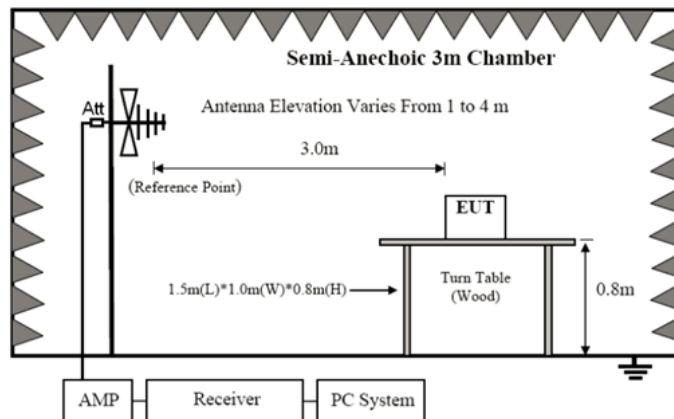 Semi-Anechoic 3m Chamber
Att
Antenna Elevation Varies From 1 to 4 m
3.0m
(Reference Point)
EUT
1.5m(L)*1.0m(W)*0.8m(H)
Turn Table
(Wood)
0.8m
AMP
Receiver
PC System